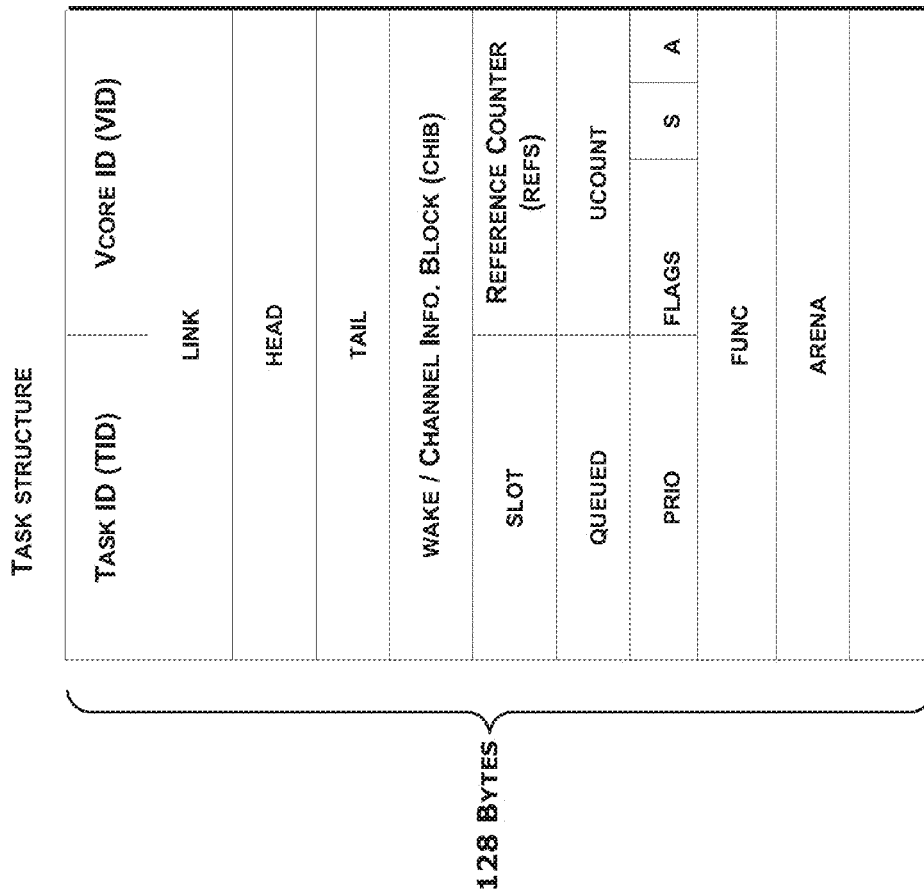 TASK STRUCTURE
TASK ID (TID)
VCORE ID (VID)
LINK
HEAD
TAIL
WAKE / CHANNEL INFO. BLOCK (CHIB)
SLOT
REFERENCE COUNTER
(REFS)
QUEUED
UCOUNT
PRIO
FLAGS
S
A
FUNC
ARENA
128 BYTES